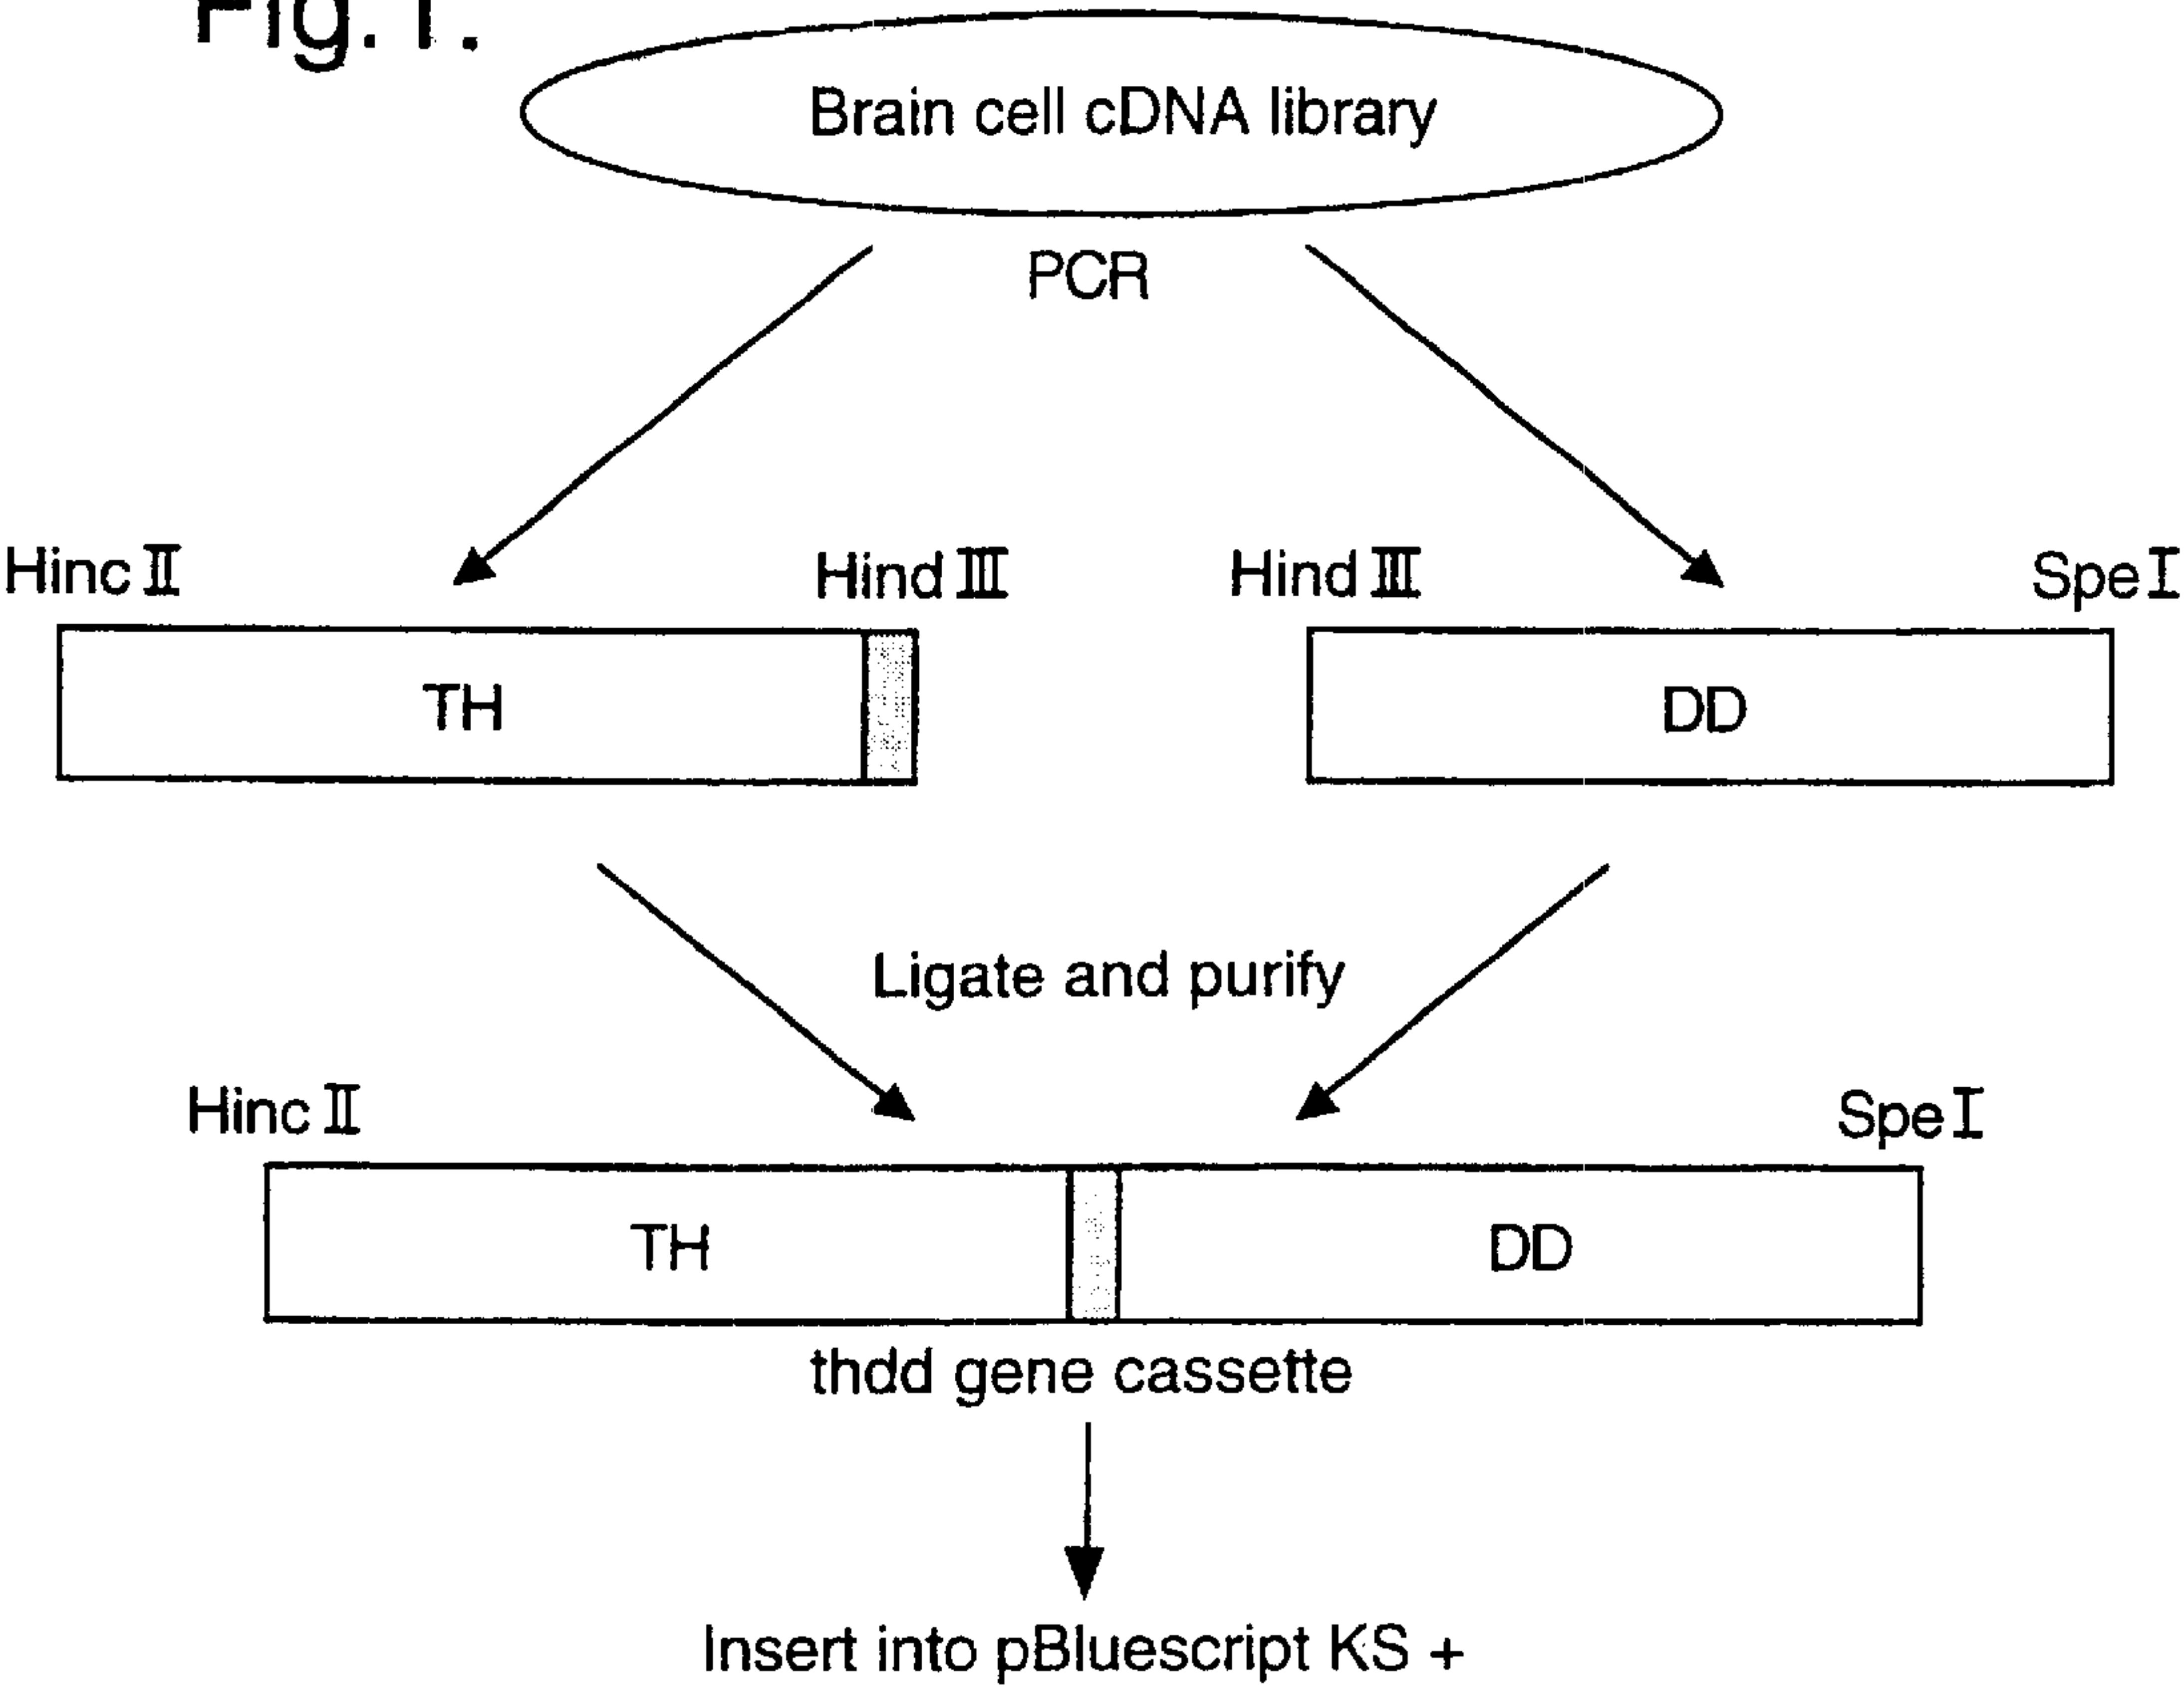 Fig.1.
Brain cell cDNA library
PCR
Hinc II
Hind III
Hind III
Spe I
TH
DD
Ligate and purify
Hinc II
Spe I
TH
DD
thdd gene cassette
Insert into pBluescript KS +